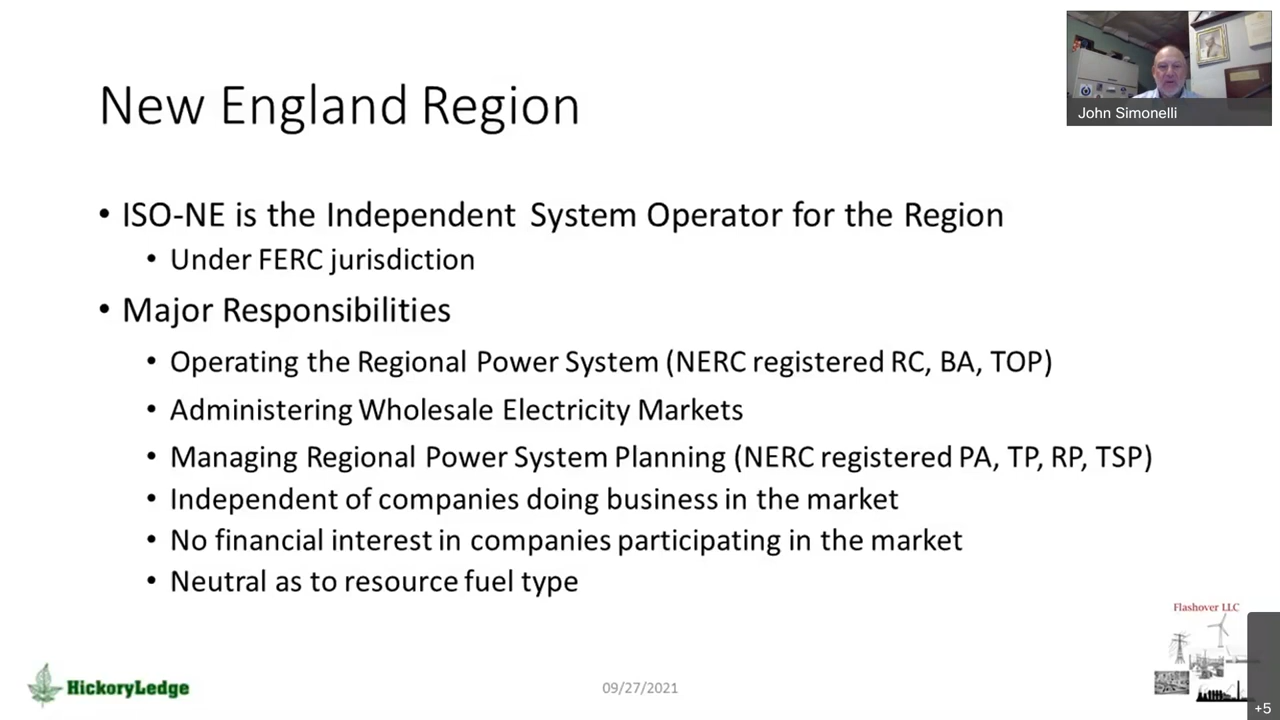 New England Region
John Simonelli
• ISO-NE is the Independent System Operator for the Region
• Under FERC jurisdiction
• Major Responsibilities
• Operating the Regional Power System (NERC registered RC, BA, TOP)
• Administering Wholesale Electricity Markets
• Managing Regional Power System Planning (NERC registered PA, TP, RP, TSP)
• Independent of companies doing business in the market
• No financial interest in companies participating in the market
• Neutral as to resource fuel type
Flashover LLC
HickoryLedge
09/27/2021
+5